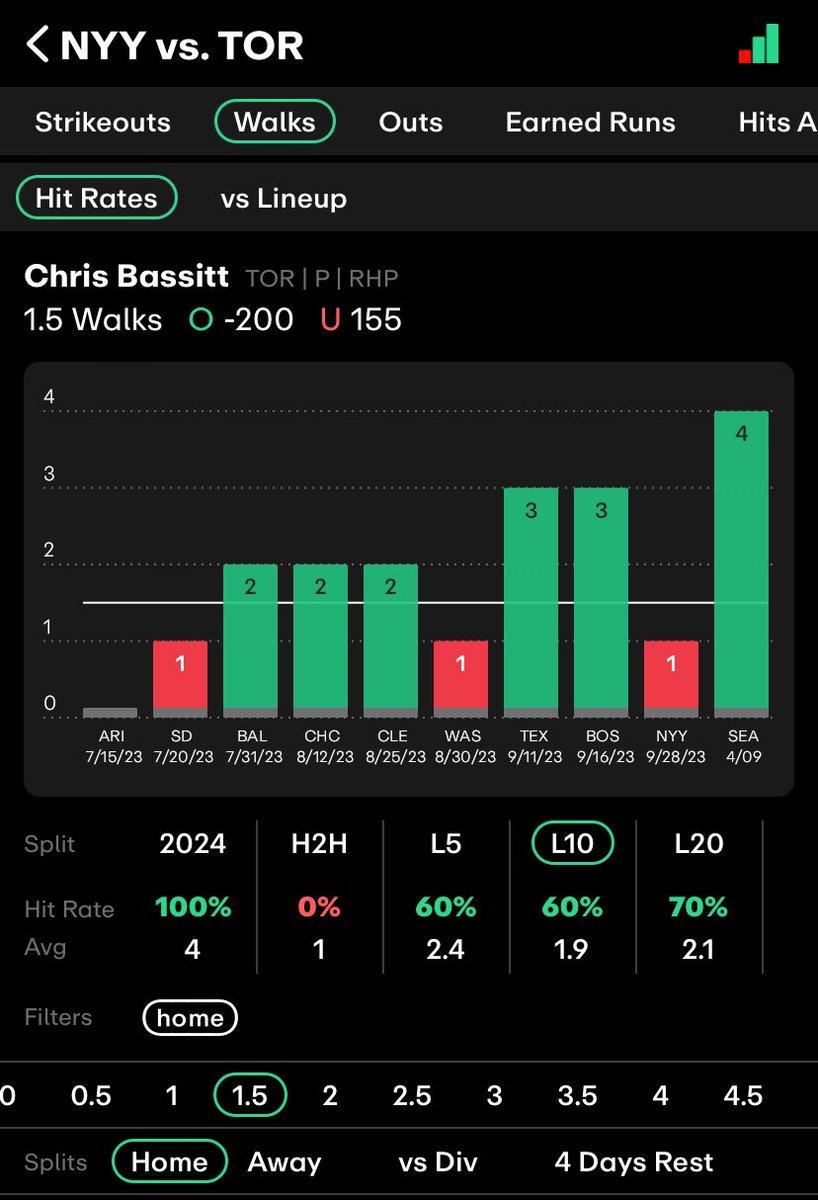 NYY vs. TOR
Strikeouts Walks Outs Earned Runs Hits A
Hit Rates vs Lineup
Chris Bassitt TOR | P | RHP
1.5 Walks O -200 U 155
4
3
2
1
0
1 2 2 2 1 3 3 1 4
ARI SD BAL CHC CLE WAS TEX BOS NYY SEA
7/15/23 7/20/23 7/31/23 8/12/23 8/25/23 8/30/23 9/11/23 9/16/23 9/28/23 4/09
Split 2024 H2H L5 L10 L20
Hit Rate 100% 0% 60% 60% 70%
Avg 4 1 2.4 1.9 2.1
Filters home
0 0.5 1 1.5 2 2.5 3 3.5 4 4.5
Splits Home Away vs Div 4 Days Rest